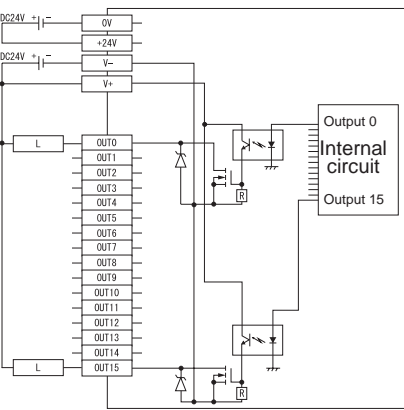 DC24V + - 0V
+24V
DC24V + - V-
V+
Output 0
L OUT0
Internal
OUT1
circuit
OUT2
OUT3
R
Output 15
OUT4
OUT5
OUT6
OUT7
OUT8
OUT9
OUT10
OUT11
OUT12
OUT13
OUT14
L OUT15
R